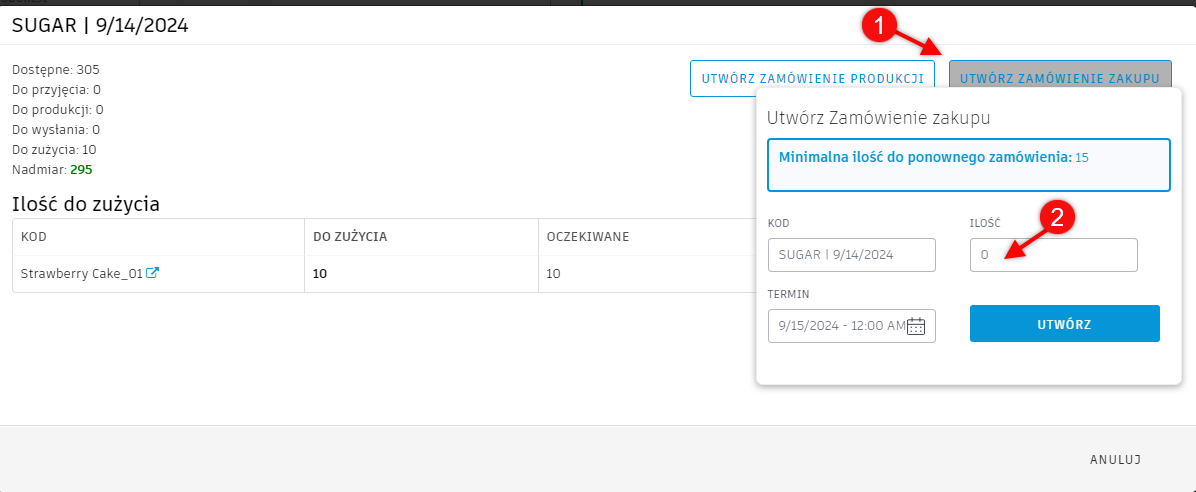 SUGAR | 9/14/2024
1
Dostępne: 305
Do przyjęcia: 0
Do produkcji: 0
Do wysłania: 0
Do zużycia: 10
Nadmiar: 295
UTWÓRZ ZAMÓWIENIE PRODUKCJI
UTWÓRZ ZAMÓWIENIE ZAKUPU
Ilość do zużycia
KOD DO ZUŻYCIA OCZEKIWANE
Strawberry Cake_01 10 10
Utwórz Zamówienie zakupu
Minimalna ilość do ponownego zamówienia: 15
2
KOD ILOŚĆ
SUGAR | 9/14/2024 0
TERMIN
9/15/2024 - 12:00 AM
UTWÓRZ
ANULUJ